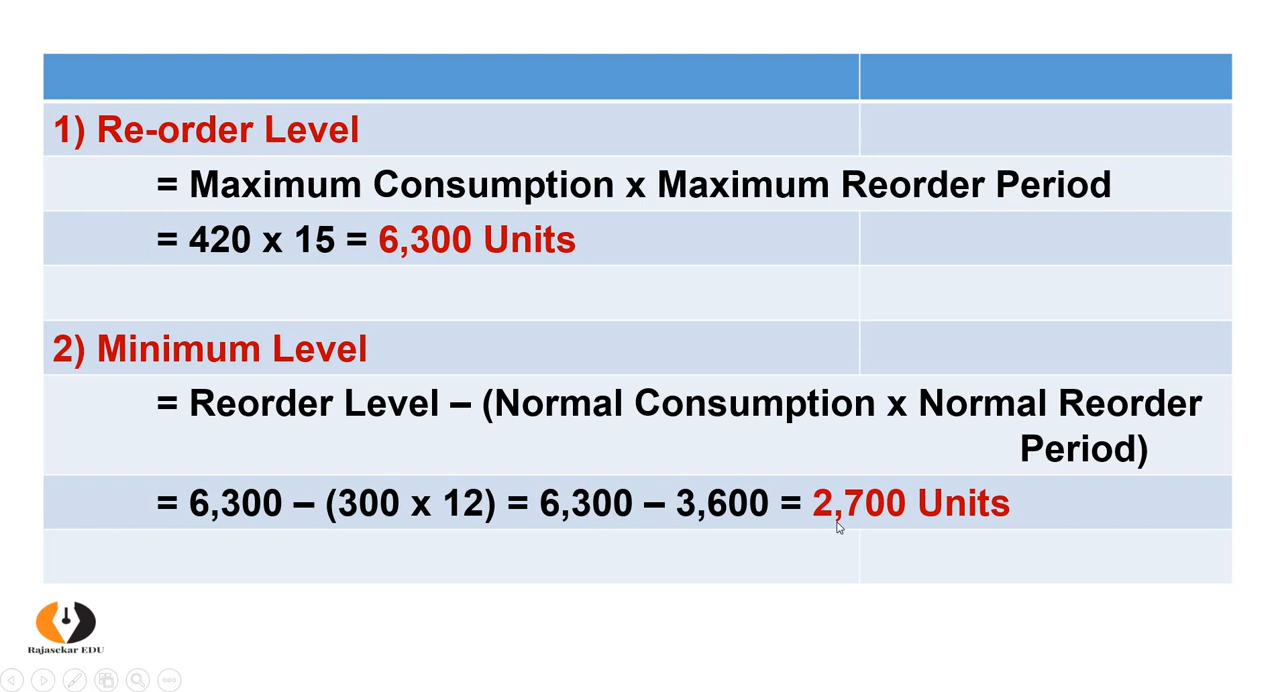 1) Re-order Level
= Maximum Consumption x Maximum Reorder Period
= 420 x 15 = 6,300 Units
2) Minimum Level
= Reorder Level – (Normal Consumption x Normal Reorder
Period)
= 6,300 – (300 x 12) = 6,300 – 3,600 = 2,700 Units
Rajasekar EDU